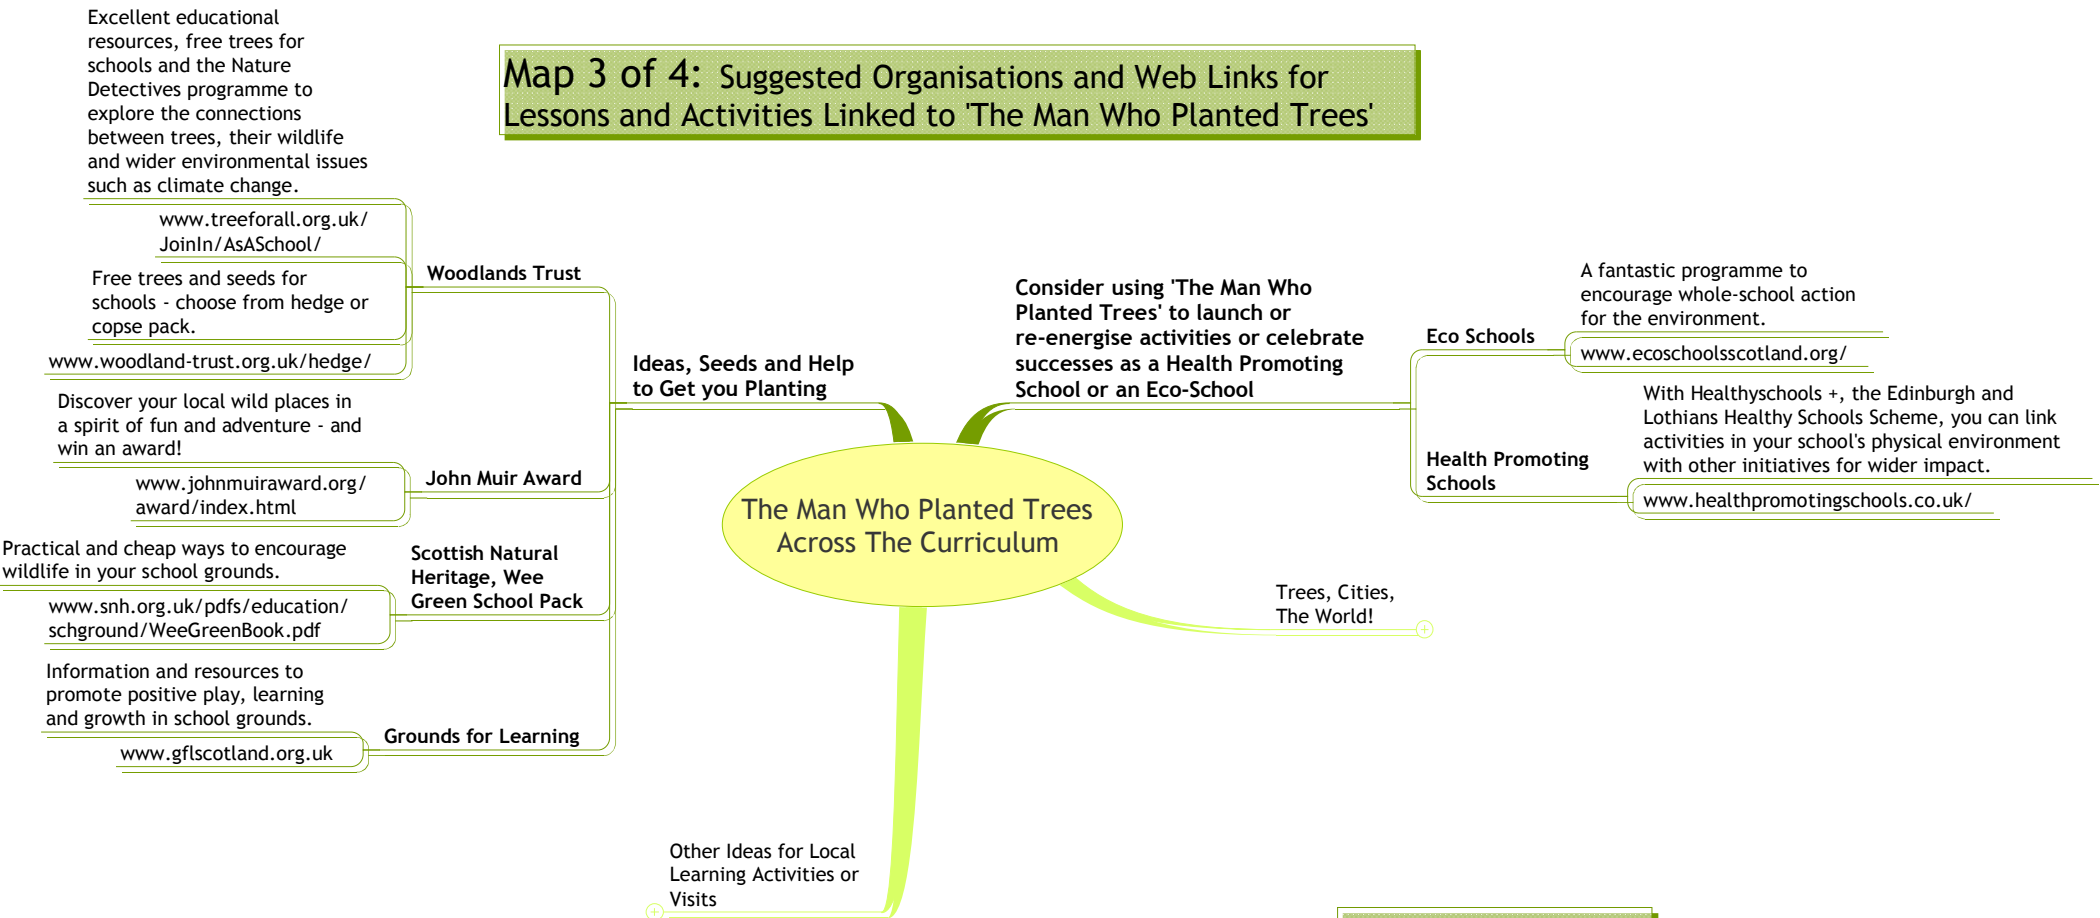 Map 3 of 4: Suggested Organisations and Web Links for
Lessons and Activities Linked to 'The Man Who Planted Trees'
Excellent educational
resources, free trees for
schools and the Nature
Detectives programme to
explore the connections
between trees, their wildlife
and wider environmental issues
such as climate change.
www.treeforall.org.uk/
JoinIn/AsASchool/
Free trees and seeds for
schools - choose from hedge or
copse pack.
www.woodland-trust.org.uk/hedge/
Woodlands Trust
Discover your local wild places in
a spirit of fun and adventure - and
win an award!
www.johnmuiraward.org/
award/index.html
John Muir Award
Practical and cheap ways to encourage
wildlife in your school grounds.
www.snh.org.uk/pdfs/education/
schground/WeeGreenBook.pdf
Scottish Natural
Heritage, Wee
Green School Pack
Information and resources to
promote positive play, learning
and growth in school grounds.
www.gflscotland.org.uk
Grounds for Learning
Ideas, Seeds and Help
to Get you Planting
Consider using 'The Man Who
Planted Trees' to launch or
re-energise activities or celebrate
successes as a Health Promoting
School or an Eco-School
Eco Schools
A fantastic programme to
encourage whole-school action
for the environment.
www.ecoschoolsscotland.org/
Health Promoting
Schools
With Healthyschools +, the Edinburgh and
Lothians Healthy Schools Scheme, you can link
activities in your school's physical environment
with other initiatives for wider impact.
www.healthpromotingschools.co.uk/
The Man Who Planted Trees
Across The Curriculum
Trees, Cities,
The World!
Other Ideas for Local
Learning Activities or
Visits